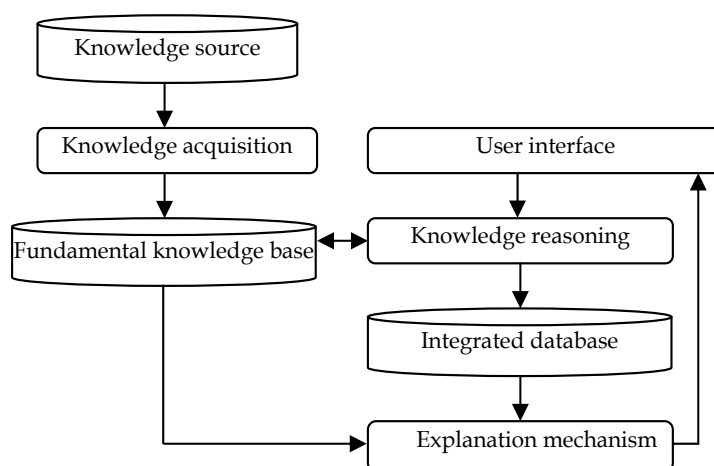 Knowledge source
Knowledge acquisition
User interface
Fundamental knowledge base
Knowledge reasoning
Integrated database
Explanation mechanism